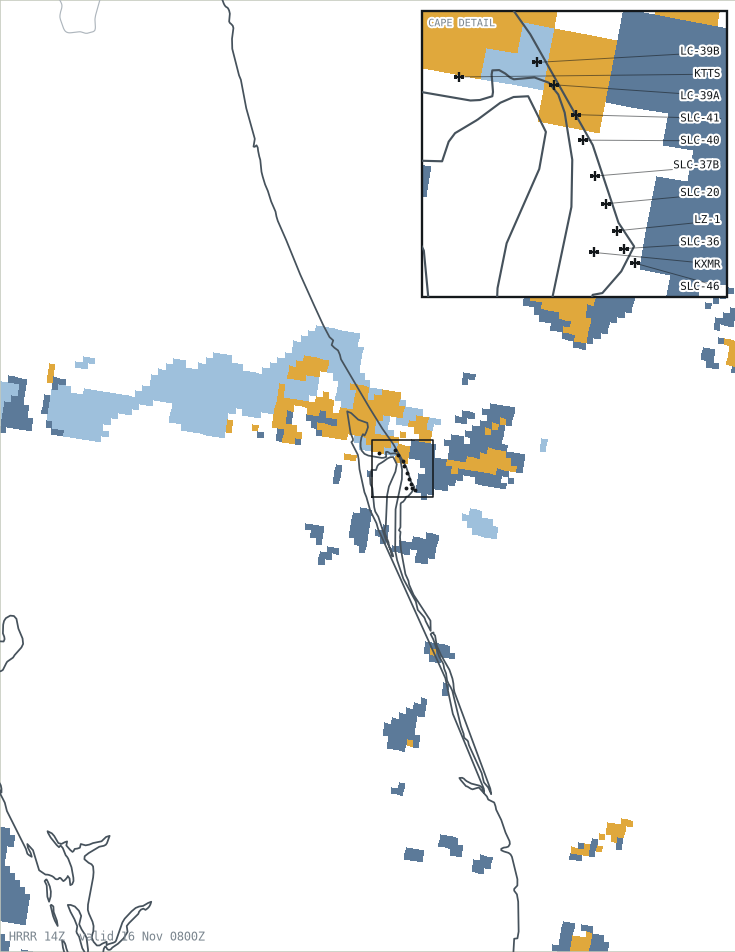 CAPE DETAIL
LC-39B
KTTS
LC-39A
SLC-41
SLC-40
SLC-37B
SLC-20
LZ-1
SLC-36
KXMR
SLC-46
HRRR 14Z valid 16 Nov 0800Z